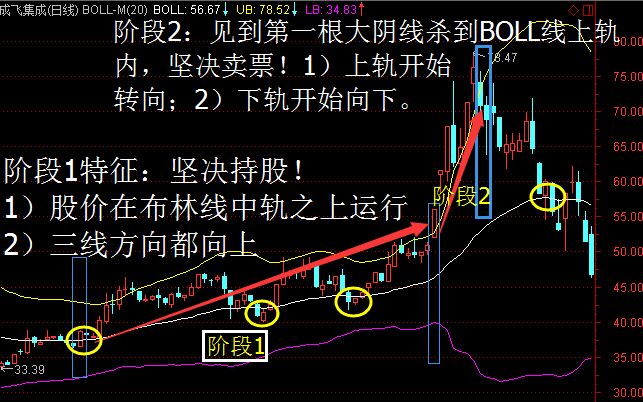 成飞集成(日线) BOLL-M(20) BOLL: 56.67↓ UB: 78.52↓ LB: 34.83↑
阶段2：见到第一根大阴线杀到BOLL线上轨
内，坚决卖票！1）上轨开始
转向；2）下轨开始向下。
78.47
80.00
75.00
70.00
阶段1特征：坚决持股！
65.00
阶段2
1）股价在布林线中轨之上运行
60.00
55.00
2）三线方向都向上
50.00
45.00
40.00
阶段1
33.39
35.00
30.00